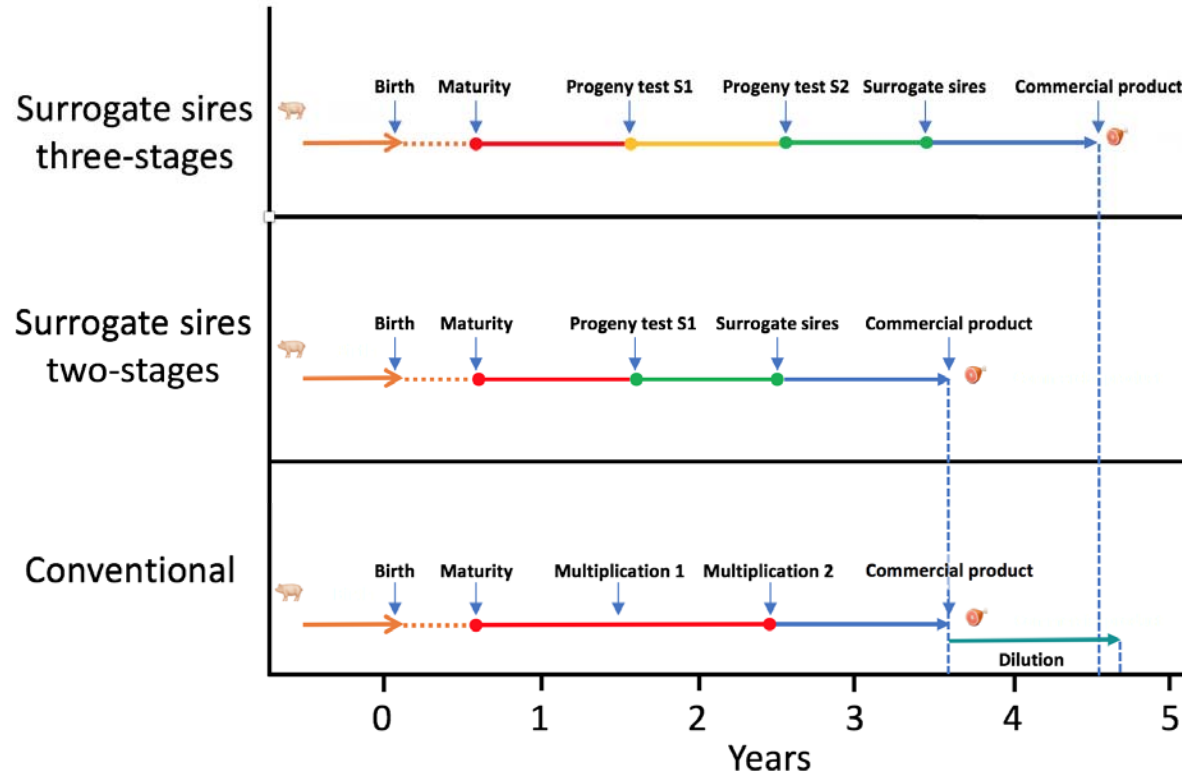 Birth Maturity Progeny test S1 Progeny test S2 Surrogate sires Commercial product
Surrogate sires
three-stages
Birth Maturity Progeny test S1 Surrogate sires Commercial product
Surrogate sires
two-stages
Birth Maturity Multiplication 1 Multiplication 2 Commercial product
Conventional
Dilution
0 1 2 3 4 5
Years